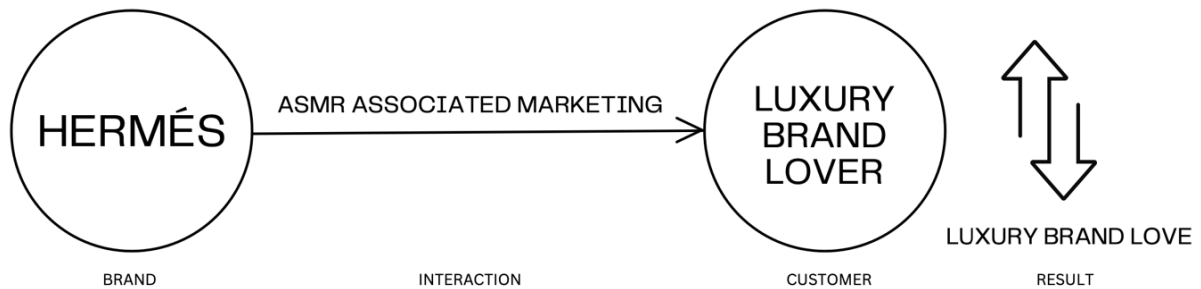 HERMÉS
ASMR ASSOCIATED MARKETING
LUXURY
BRAND
LOVER
LUXURY BRAND LOVE
BRAND
INTERACTION
CUSTOMER
RESULT